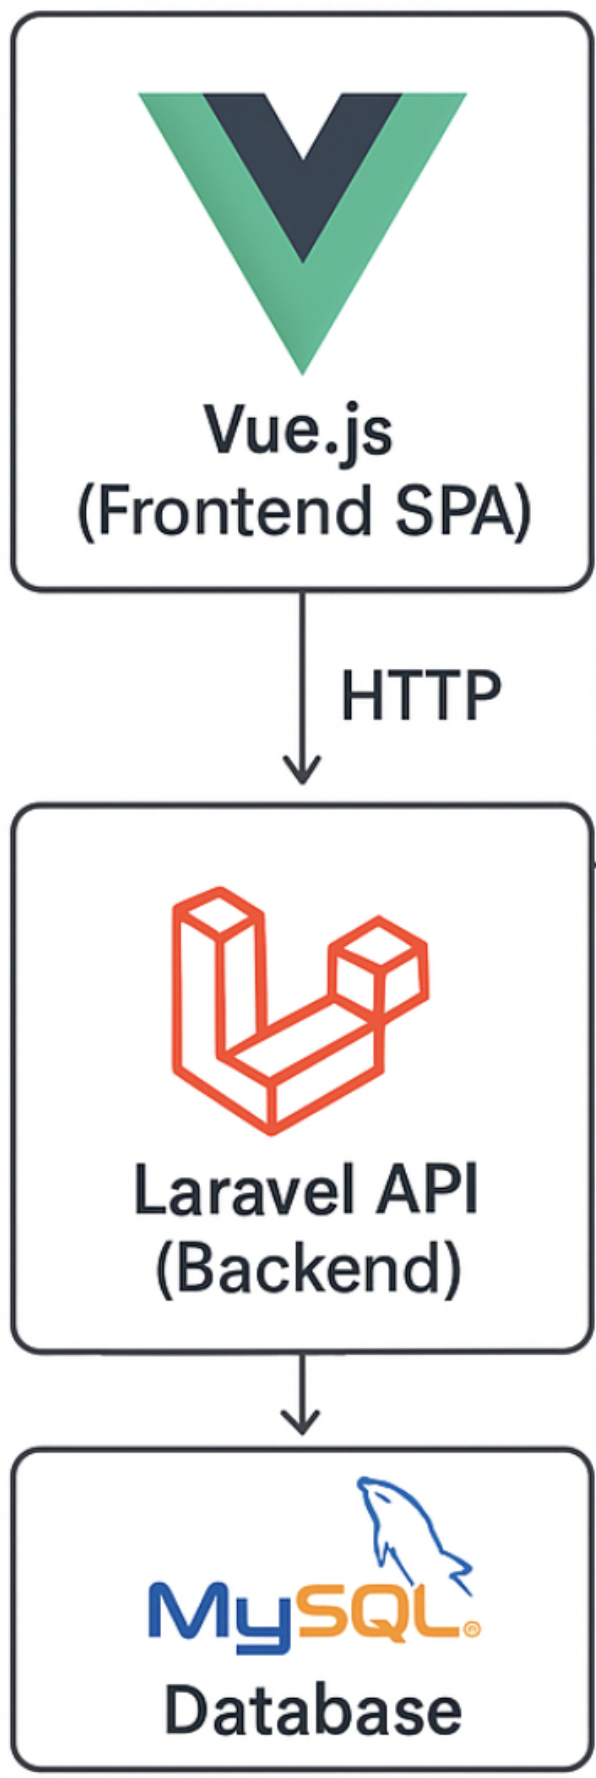 Vue.js
(Frontend SPA)
HTTP
Laravel API
(Backend)
MySQL®
Database